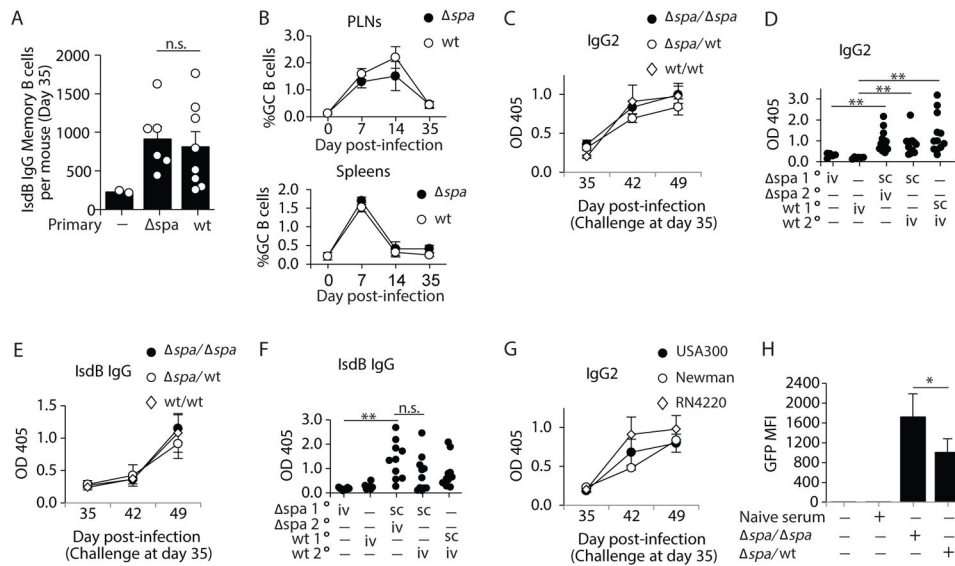 A
n.s.
IsdB IgG Memory B cells
per mouse (Day 35)
2000
1500
1000
500
0
Primary
–
Δspa
wt
B
PLNs
Δspa
wt
%GC B cells
3.0
2.0
1.0
0.0
0
7
14
35
Day post-infection
Spleens
Δspa
wt
%GC B cells
2.0
1.5
1.0
0.5
0.0
0
7
14
35
Day post-infection
C
IgG2
Δspa/Δspa
Δspa/wt
wt/wt
OD 405
1.5
1.0
0.5
0
35
42
49
Day post-infection
(Challenge at day 35)
D
IgG2
**
**
**
OD 405
4.0
3.0
2.0
1.0
0
Δspa 1° iv – sc sc –
Δspa 2° – – iv – –
wt 1° – iv – – sc
wt 2° – – – iv iv
E
IsdB IgG
Δspa/Δspa
Δspa/wt
wt/wt
OD 405
1.5
1.0
0.5
0.0
35
42
49
Day post-infection
(Challenge at day 35)
F
IsdB IgG
**
n.s.
OD 405
3.0
2.0
1.0
0
Δspa 1° iv – sc sc –
Δspa 2° – – iv – –
wt 1° – iv – – sc
wt 2° – – – iv iv
G
IgG2
USA300
Newman
RN4220
OD 405
1.5
1.0
0.5
0
35
42
49
Day post-infection
(Challenge at day 35)
H
*
GFP MFI
2400
2000
1600
1200
800
400
0
Naive serum – + – –
Δspa/Δspa – – + –
Δspa/wt – – – +